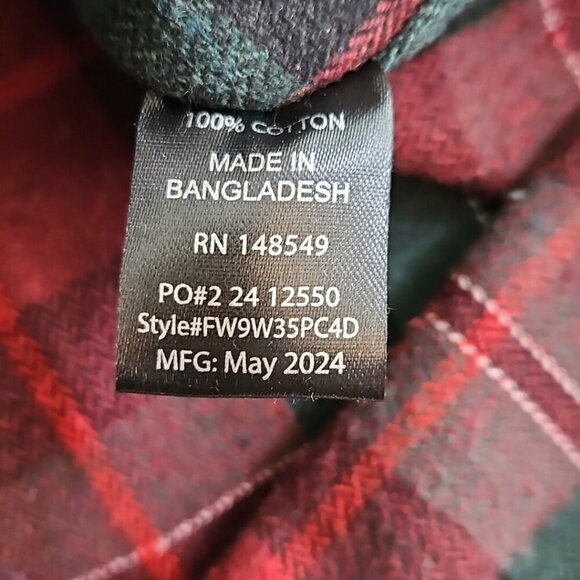 100% COTTON
MADE IN
BANGLADESH
RN 148549
PO#2 24 12550
Style#FW9W35PC4D
MFG: May 2024